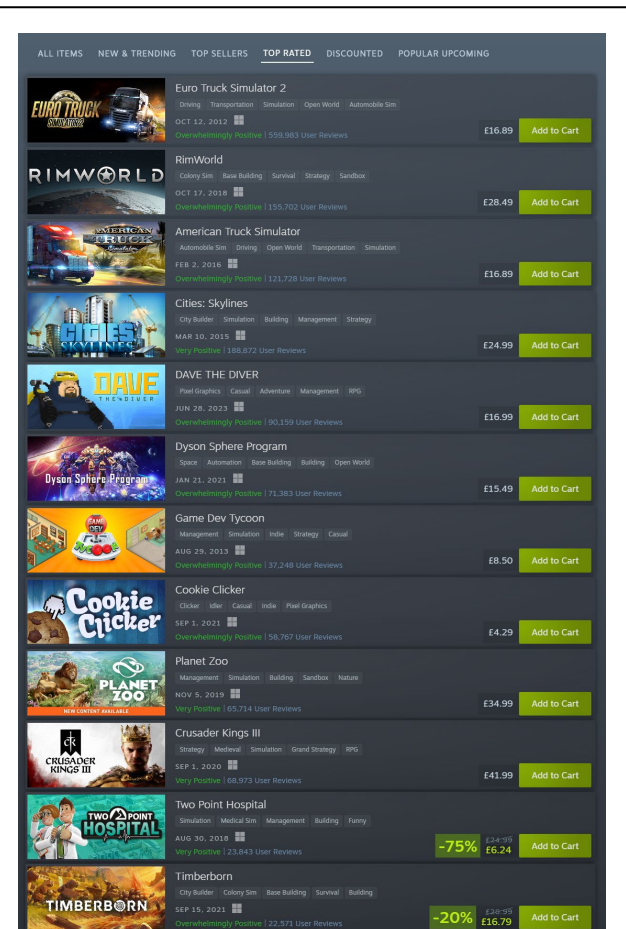 ALL ITEMS NEW & TRENDING TOP SELLERS TOP RATED DISCOUNTED POPULAR UPCOMING
EURO TRUCK
SIMULATOR 2
Euro Truck Simulator 2
Driving Transportation Simulation Open World Automobile Sim
OCT 12, 2012
Overwhelmingly Positive | 559,983 User Reviews
£16.89 Add to Cart
RIMWORLD
RimWorld
Colony Sim Base Building Survival Strategy Sandbox
OCT 17, 2018
Overwhelmingly Positive | 155,702 User Reviews
£28.49 Add to Cart
AMERICAN
TRUCK
Simulator
American Truck Simulator
Automobile Sim Driving Open World Transportation Simulation
FEB 2, 2016
Overwhelmingly Positive | 121,728 User Reviews
£16.89 Add to Cart
CITIES
SKYLINES
Cities: Skylines
City Builder Simulation Building Management Strategy
MAR 10, 2015
Very Positive | 188,872 User Reviews
£24.99 Add to Cart
DAVE
THE DIVER
DAVE THE DIVER
Pixel Graphics Casual Adventure Management RPG
JUN 28, 2023
Overwhelmingly Positive | 90,159 User Reviews
£16.99 Add to Cart
Dyson Sphere Program
Dyson Sphere Program
Space Automation Base Building Building Open World
JAN 21, 2021
Overwhelmingly Positive | 71,383 User Reviews
£15.49 Add to Cart
GAME
DEV
TYCOON
Game Dev Tycoon
Management Simulation Indie Strategy Casual
AUG 29, 2013
Overwhelmingly Positive | 37,248 User Reviews
£8.50 Add to Cart
Cookie
Clicker
Cookie Clicker
Clicker Idler Casual Indie Pixel Graphics
SEP 1, 2021
Overwhelmingly Positive | 58,767 User Reviews
£4.29 Add to Cart
PLANET
ZOO
NEW CONTENT AVAILABLE
Planet Zoo
Management Simulation Building Sandbox Nature
NOV 5, 2019
Very Positive | 65,714 User Reviews
£34.99 Add to Cart
CRUSADER
KINGS III
Crusader Kings III
Strategy Medieval Simulation Grand Strategy RPG
SEP 1, 2020
Very Positive | 68,973 User Reviews
£41.99 Add to Cart
TWO POINT
HOSPITAL
Two Point Hospital
Simulation Medical Sim Management Building Funny
AUG 30, 2018
Very Positive | 23,843 User Reviews
-75% £24.99
£6.24 Add to Cart
TIMBERBORN
Timberborn
City Builder Colony Sim Base Building Survival Building
SEP 15, 2021
Overwhelmingly Positive | 22,571 User Reviews
-20% £20.99
£16.79 Add to Cart